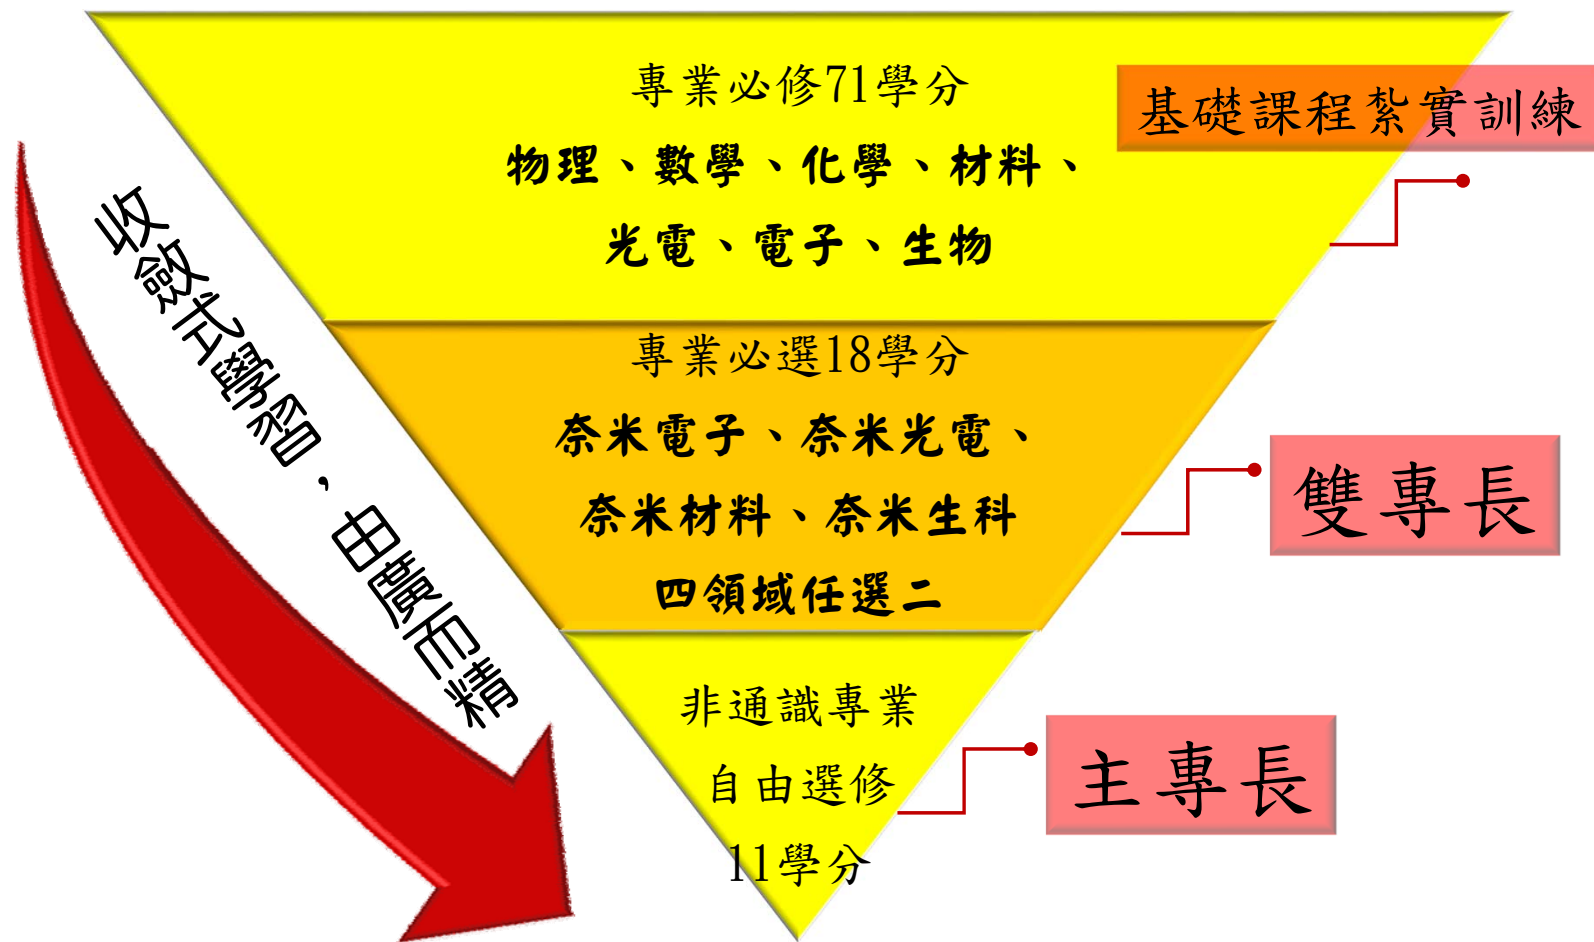 專業必修71學分
物理、數學、化學、材料、
光電、電子、生物
基礎課程紮實訓練
收斂式學習，由廣而精
專業必選18學分
奈米電子、奈米光電、
奈米材料、奈米生科
四領域任選二
雙專長
非通識專業
自由選修
11學分
主專長